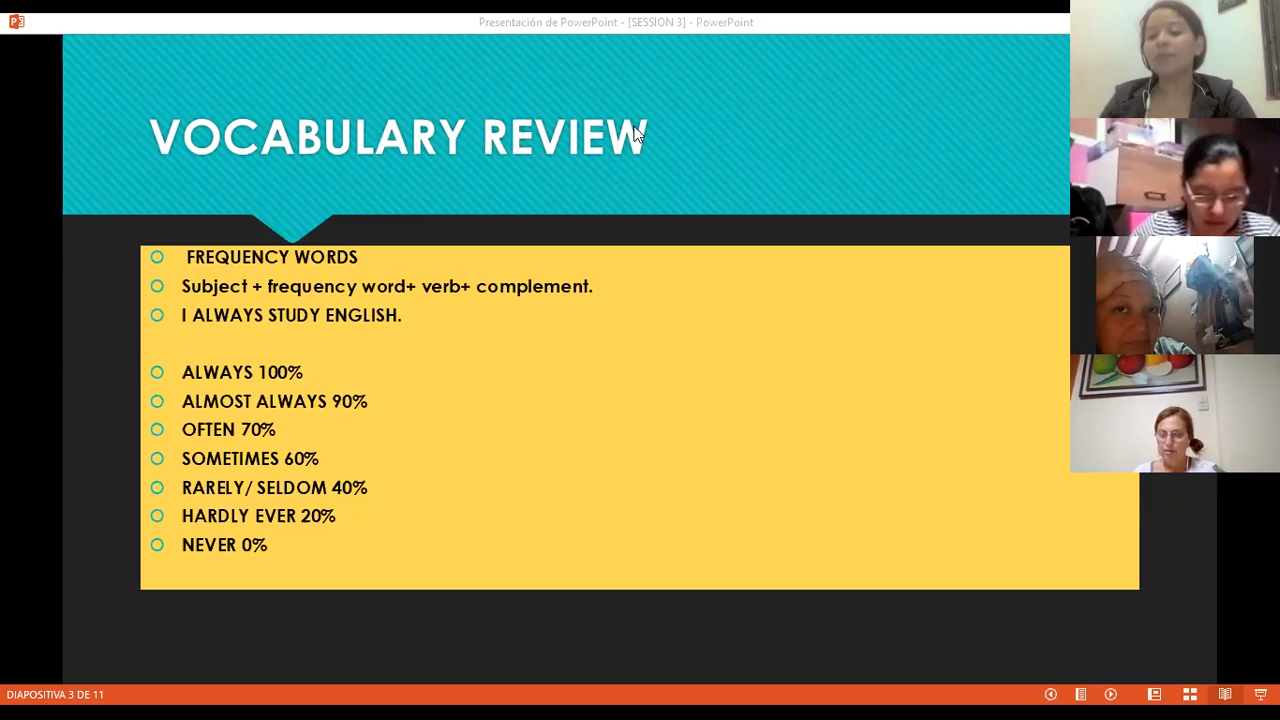 Presentación de PowerPoint - [SESSION 3] - PowerPoint
VOCABULARY REVIEW
FREQUENCY WORDS
Subject + frequency word+ verb+ complement.
I ALWAYS STUDY ENGLISH.
ALWAYS 100%
ALMOST ALWAYS 90%
OFTEN 70%
SOMETIMES 60%
RARELY/ SELDOM 40%
HARDLY EVER 20%
NEVER 0%
DIAPOSITIVA 3 DE 11